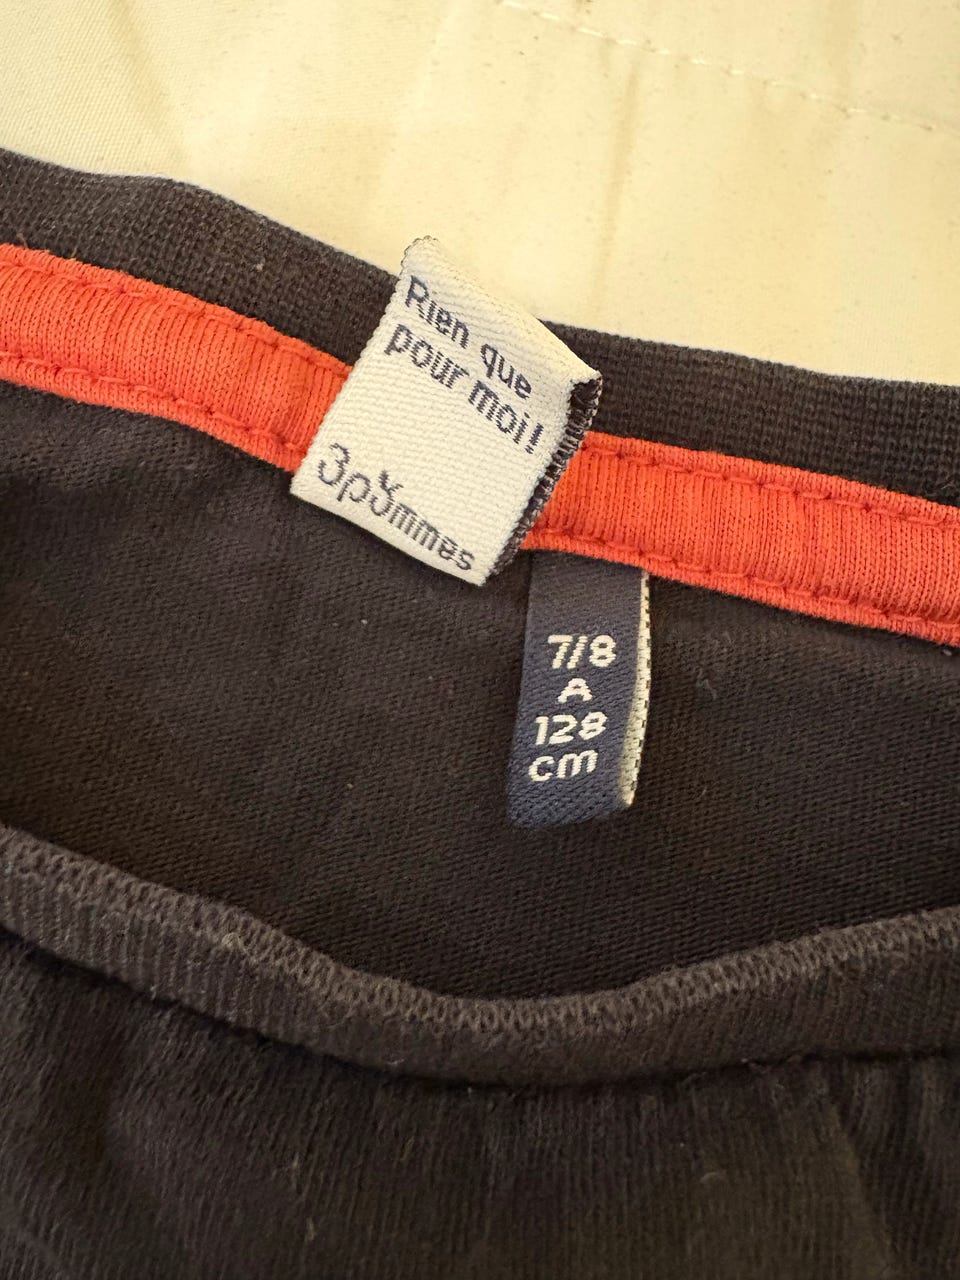 Rien que
pour moi!
3pommes
7/8
A
128
cm